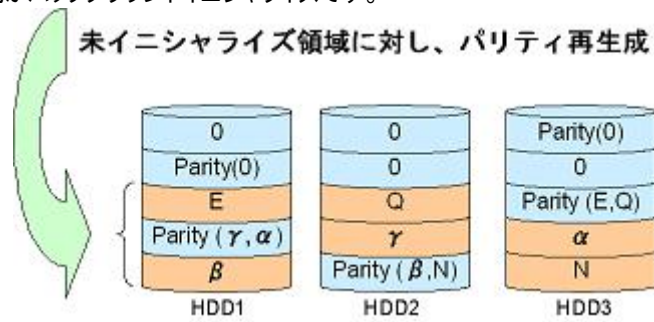 未イニシャライズ領域に対し、パリティ再生成
0
Parity(0)
E
Parity ( γ, α )
β
HDD1
0
0
Q
γ
Parity ( β ,N)
HDD2
Parity(0)
0
Parity (E,Q)
α
N
HDD3